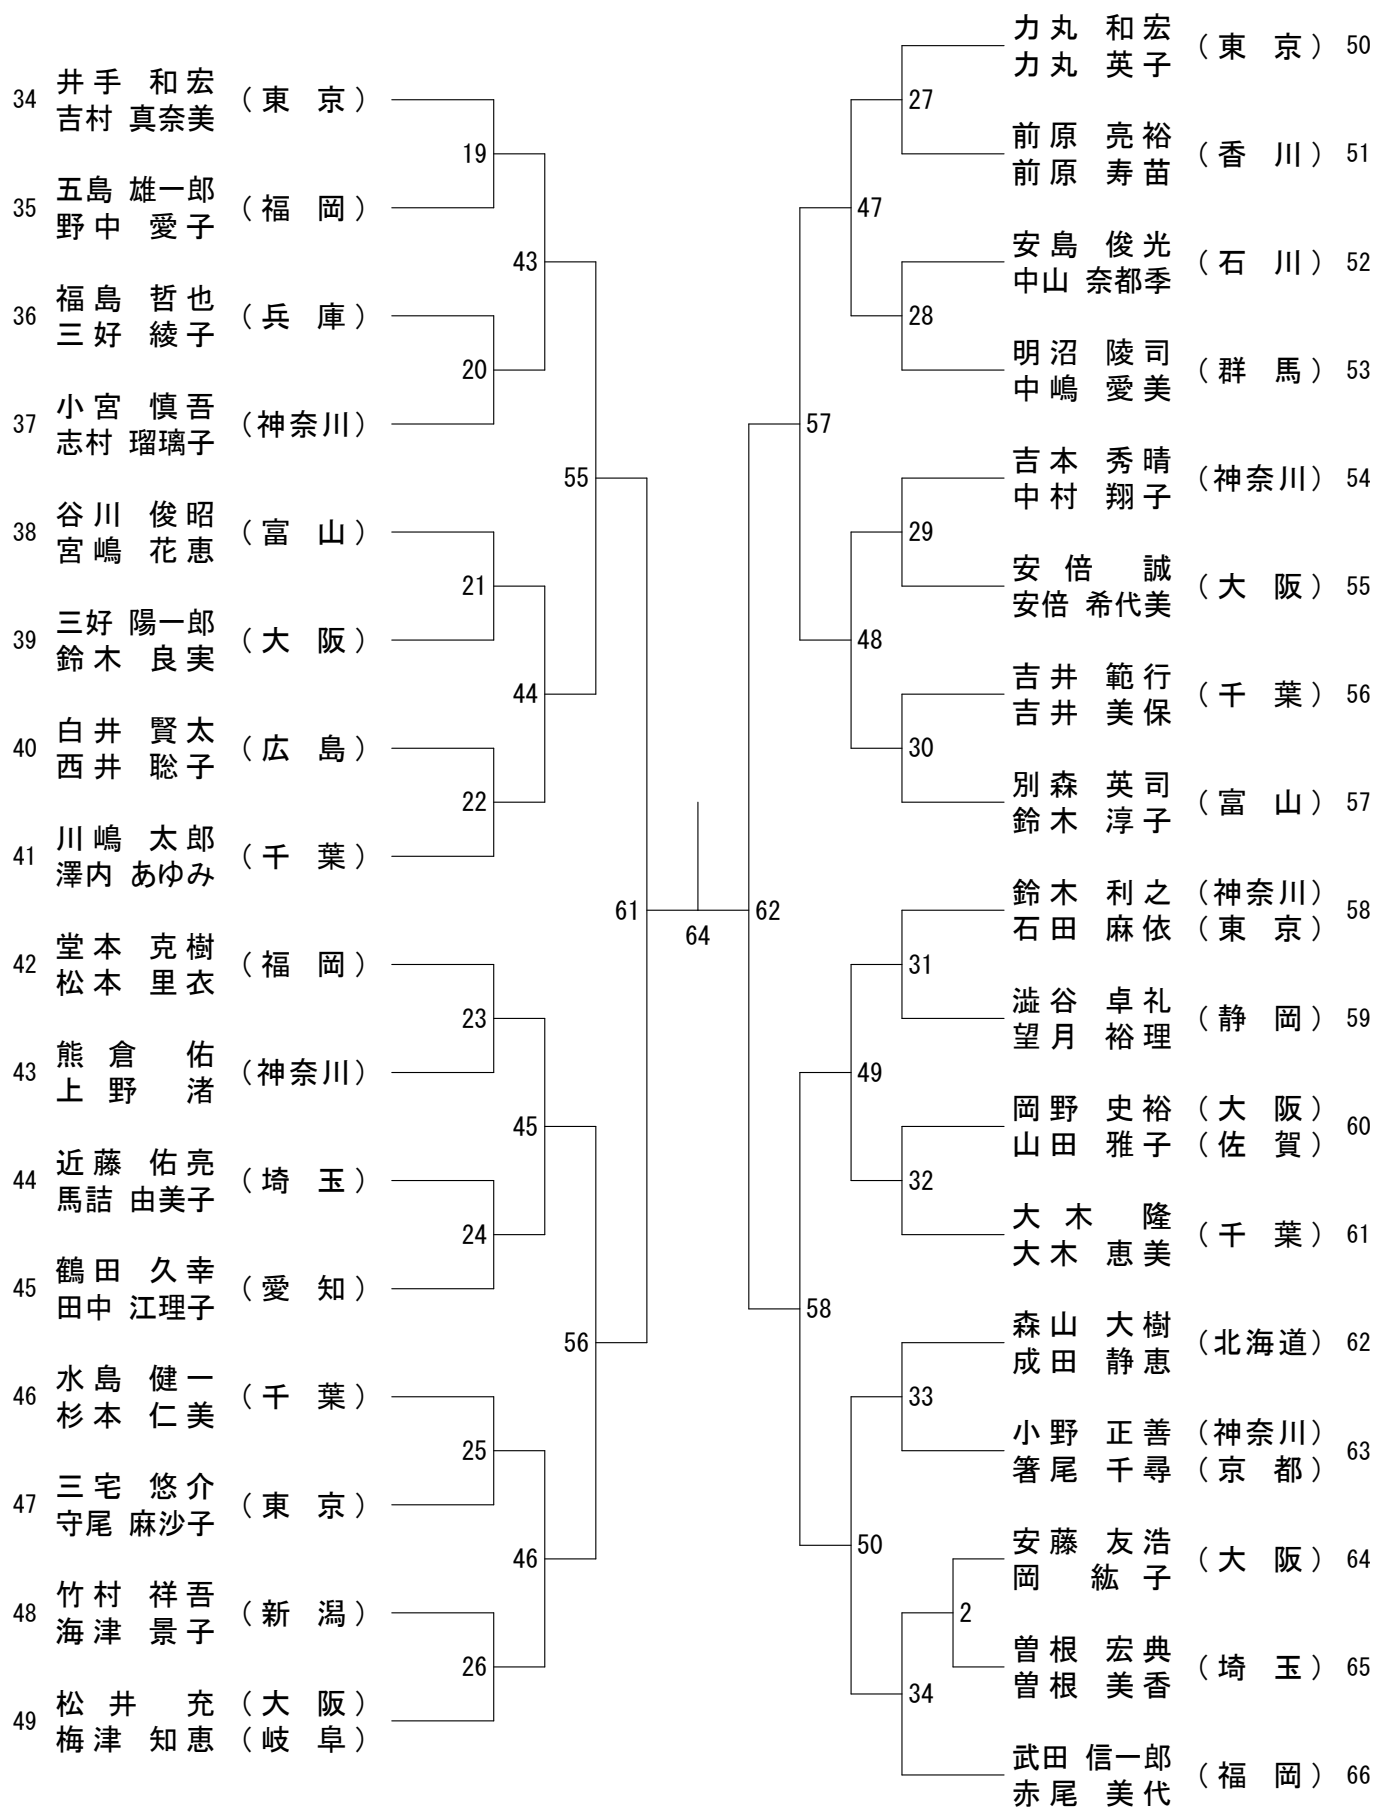 34 井手 和宏 (東 京)
吉村 真奈美
19
35 五島 雄一郎 (福 岡)
野中 愛子
43
36 福島 哲也 (兵 庫)
三好 綾子
20
37 小宮 慎吾 (神奈川)
志村 瑠璃子
55
38 谷川 俊昭 (富 山)
宮嶋 花恵
21
39 三好 陽一郎 (大 阪)
鈴木 良実
44
40 白井 賢太 (広 島)
西井 聡子
22
41 川嶋 太郎 (千 葉)
澤内 あゆみ
61
42 堂本 克樹 (福 岡)
松本 里衣
23
43 熊倉 佑 (神奈川)
上野 渚
45
44 近藤 佑亮 (埼 玉)
馬詰 由美子
24
45 鶴田 久幸 (愛 知)
田中 江理子
56
46 水島 健一 (千 葉)
杉本 仁美
25
47 三宅 悠介 (東 京)
守尾 麻沙子
46
48 竹村 祥吾 (新 潟)
海津 景子
26
49 松井 充 (大 阪)
梅津 知恵 (岐 阜)
64
力丸 和宏 (東 京) 50
力丸 英子
27
前原 亮裕 (香 川) 51
前原 寿苗
47
安島 俊光 (石 川) 52
中山 奈都季
28
明沼 陵司 (群 馬) 53
中嶋 愛美
57
吉本 秀晴 (神奈川) 54
中村 翔子
29
安倍 誠 (大 阪) 55
安倍 希代美
48
吉井 範行 (千 葉) 56
吉井 美保
30
別森 英司 (富 山) 57
鈴木 淳子
62
鈴木 利之 (神奈川) 58
石田 麻依 (東 京)
31
澁谷 卓礼 (静 岡) 59
望月 裕理
49
岡野 史裕 (大 阪) 60
山田 雅子 (佐 賀)
32
大木 隆 (千 葉) 61
大木 恵美
58
森山 大樹 (北海道) 62
成田 静恵
33
小野 正善 (神奈川) 63
箸尾 千尋 (京 都)
50
安藤 友浩 (大 阪) 64
岡 紘子
2
曽根 宏典 (埼 玉) 65
曽根 美香
34
武田 信一郎 (福 岡) 66
赤尾 美代